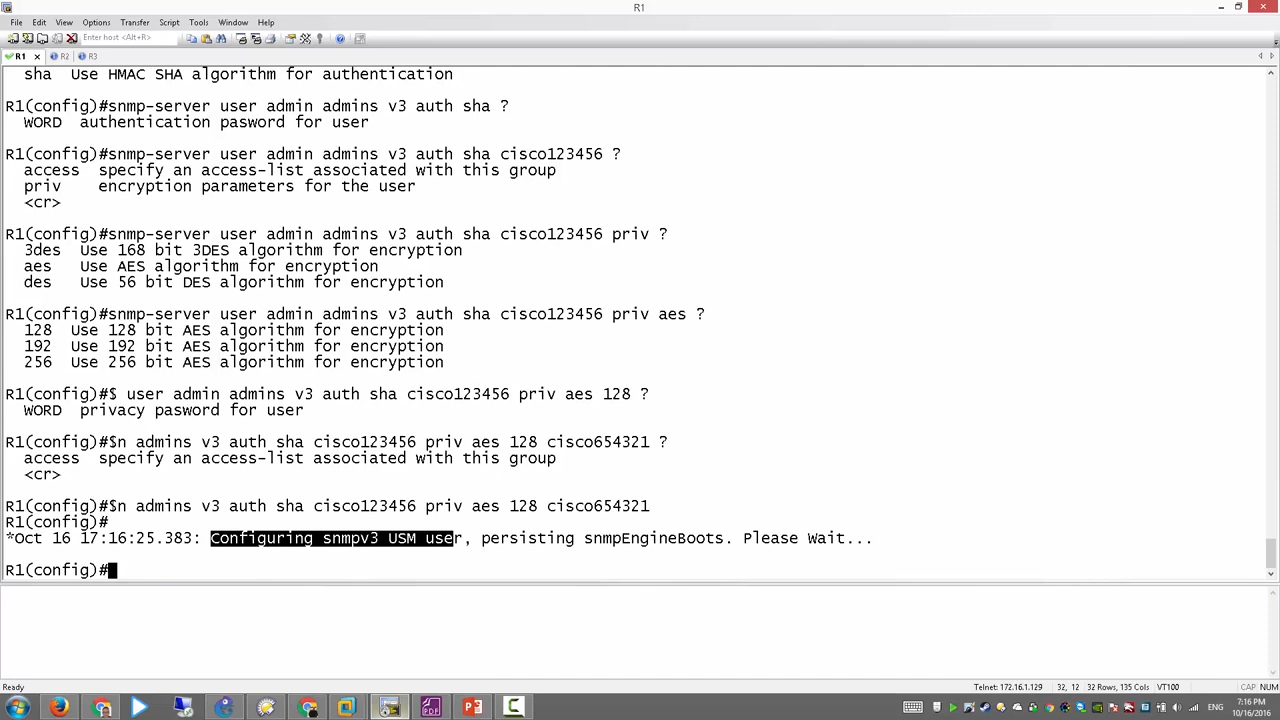 R1
File Edit View Options Transfer Script Tools Window Help
Enter host <Alt+R>
R1 R2 R3
sha Use HMAC SHA algorithm for authentication
R1(config)#snmp-server user admin admins v3 auth sha ?
WORD authentication pasword for user
R1(config)#snmp-server user admin admins v3 auth sha cisco123456 ?
access specify an access-list associated with this group
priv encryption parameters for the user
<cr>
R1(config)#snmp-server user admin admins v3 auth sha cisco123456 priv ?
3des Use 168 bit 3DES algorithm for encryption
aes Use AES algorithm for encryption
des Use 56 bit DES algorithm for encryption
R1(config)#snmp-server user admin admins v3 auth sha cisco123456 priv aes ?
128 Use 128 bit AES algorithm for encryption
192 Use 192 bit AES algorithm for encryption
256 Use 256 bit AES algorithm for encryption
R1(config)#$ user admin admins v3 auth sha cisco123456 priv aes 128 ?
WORD privacy pasword for user
R1(config)#$n admins v3 auth sha cisco123456 priv aes 128 cisco654321 ?
access specify an access-list associated with this group
<cr>
R1(config)#$n admins v3 auth sha cisco123456 priv aes 128 cisco654321
R1(config)#
*Oct 16 17:16:25.383: Configuring snmpv3 USM user, persisting snmpEngineBoots. Please Wait...
R1(config)#
Ready Telnet: 172.16.1.129 32, 12 32 Rows, 135 Cols VT100 CAP NUM
PDF ENG 7:16 PM
10/16/2016